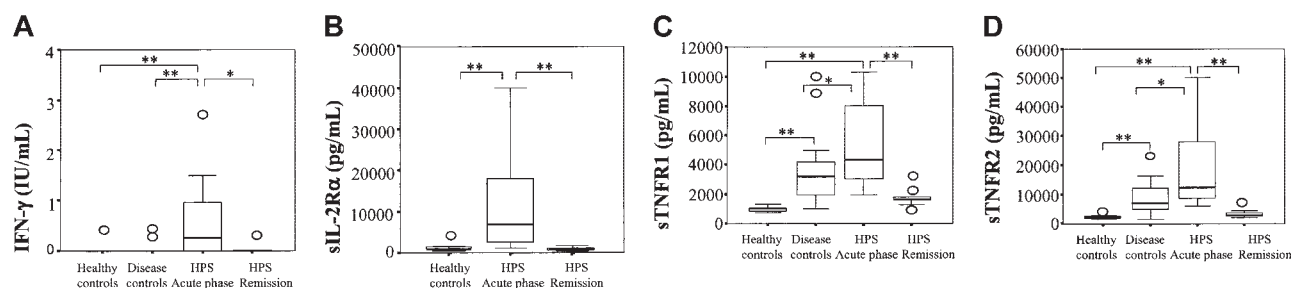 A
IFN-γ (IU/mL)
4
3
2
1
0
**
**
*
Healthy controls
Disease controls
HPS Acute phase
HPS Remission
B
sIL-2Rα (pg/mL)
50000
40000
30000
20000
10000
0
**
**
Healthy controls
HPS Acute phase
HPS Remission
C
sTNFR1 (pg/mL)
12000
10000
8000
6000
4000
2000
0
**
**
*
**
Healthy controls
Disease controls
HPS Acute phase
HPS Remission
D
sTNFR2 (pg/mL)
60000
50000
40000
30000
20000
10000
0
**
**
*
**
Healthy controls
Disease controls
HPS Acute phase
HPS Remission